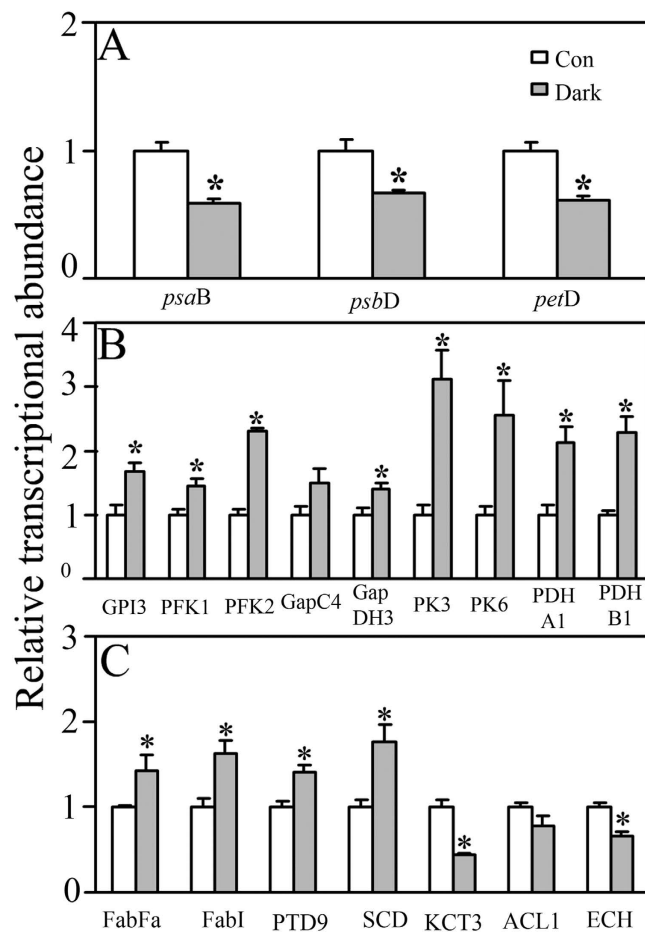 Relative transcriptional abundance
A
Con
Dark
2
1
0
* * *
psaB psbD petD
B
4
3
2
1
0
* * * * * * * *
GPI3 PFK1 PFK2 GapC4 Gap DH3 PK3 PK6 PDH A1 PDH B1
C
3
2
1
0
* * * * * *
FabFa FabI PTD9 SCD KCT3 ACL1 ECH